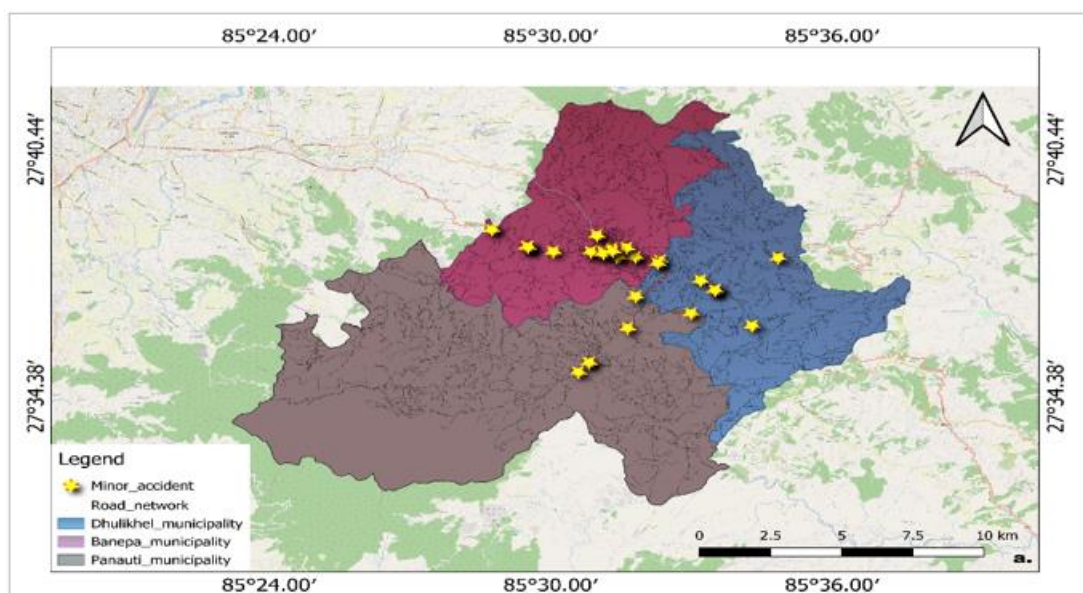 85°24.00′ 85°30.00′ 85°36.00′
27°40.44′ 27°40.44′
27°34.38′ 27°34.38′
Legend
Minor_accident
Road_network
Dhulikhel_municipality
Banepa_municipality
Panauti_municipality
0 2.5 5 7.5 10 km
a.
85°24.00′ 85°30.00′ 85°36.00′